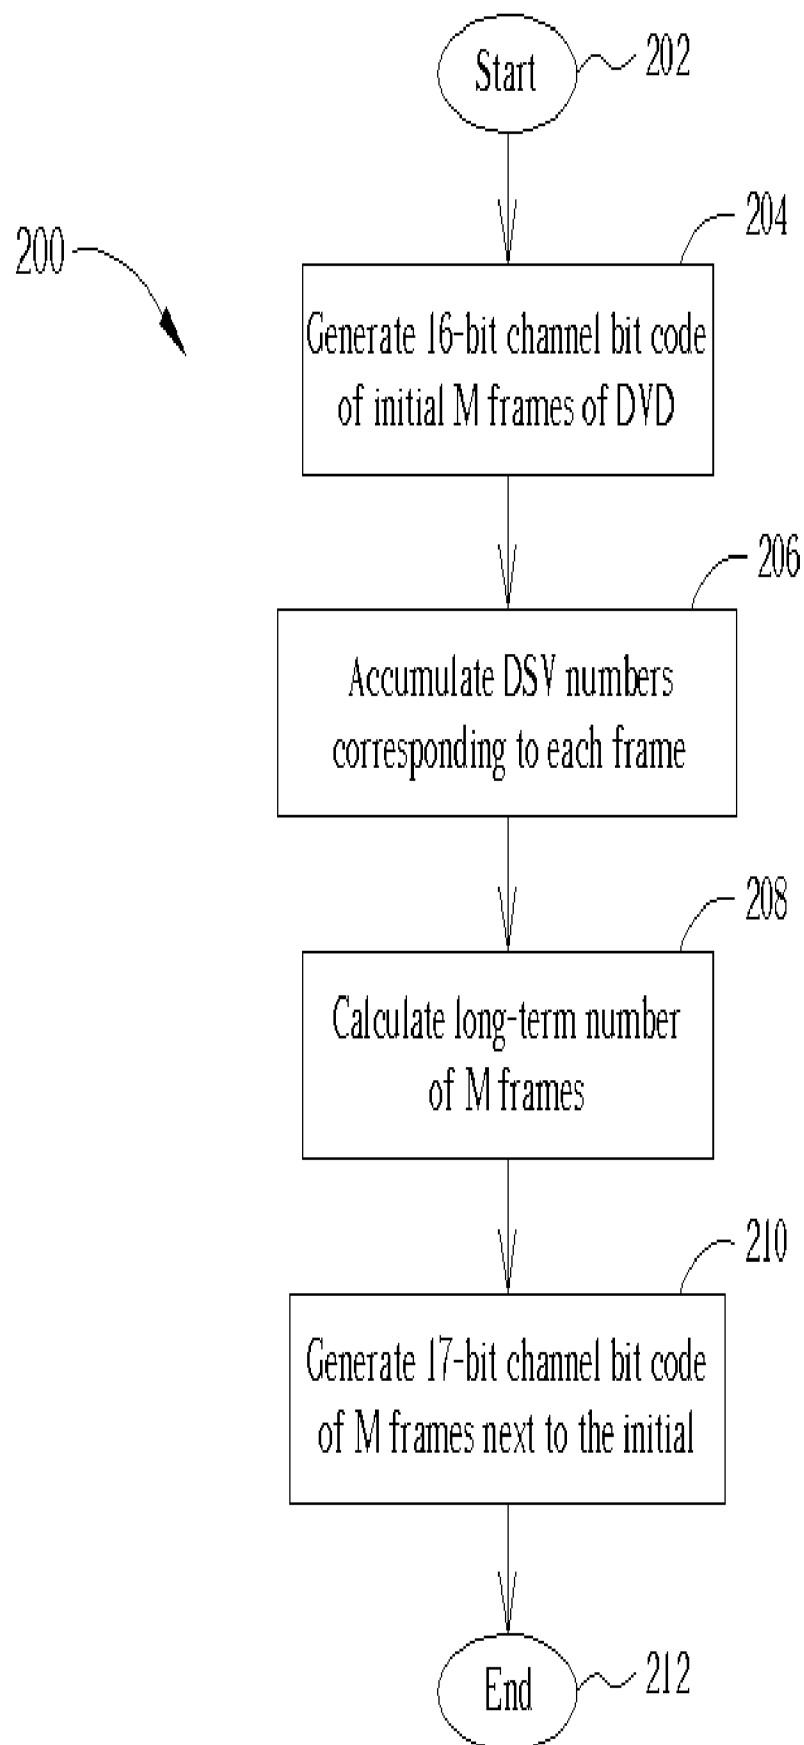 Start
202
200
204
Generate 16-bit channel bit code
of initial M frames of DVD
206
Accumulate DSV numbers
corresponding to each frame
208
Calculate long-term number
of M frames
210
Generate 17-bit channel bit code
of M frames next to the initial
End
212